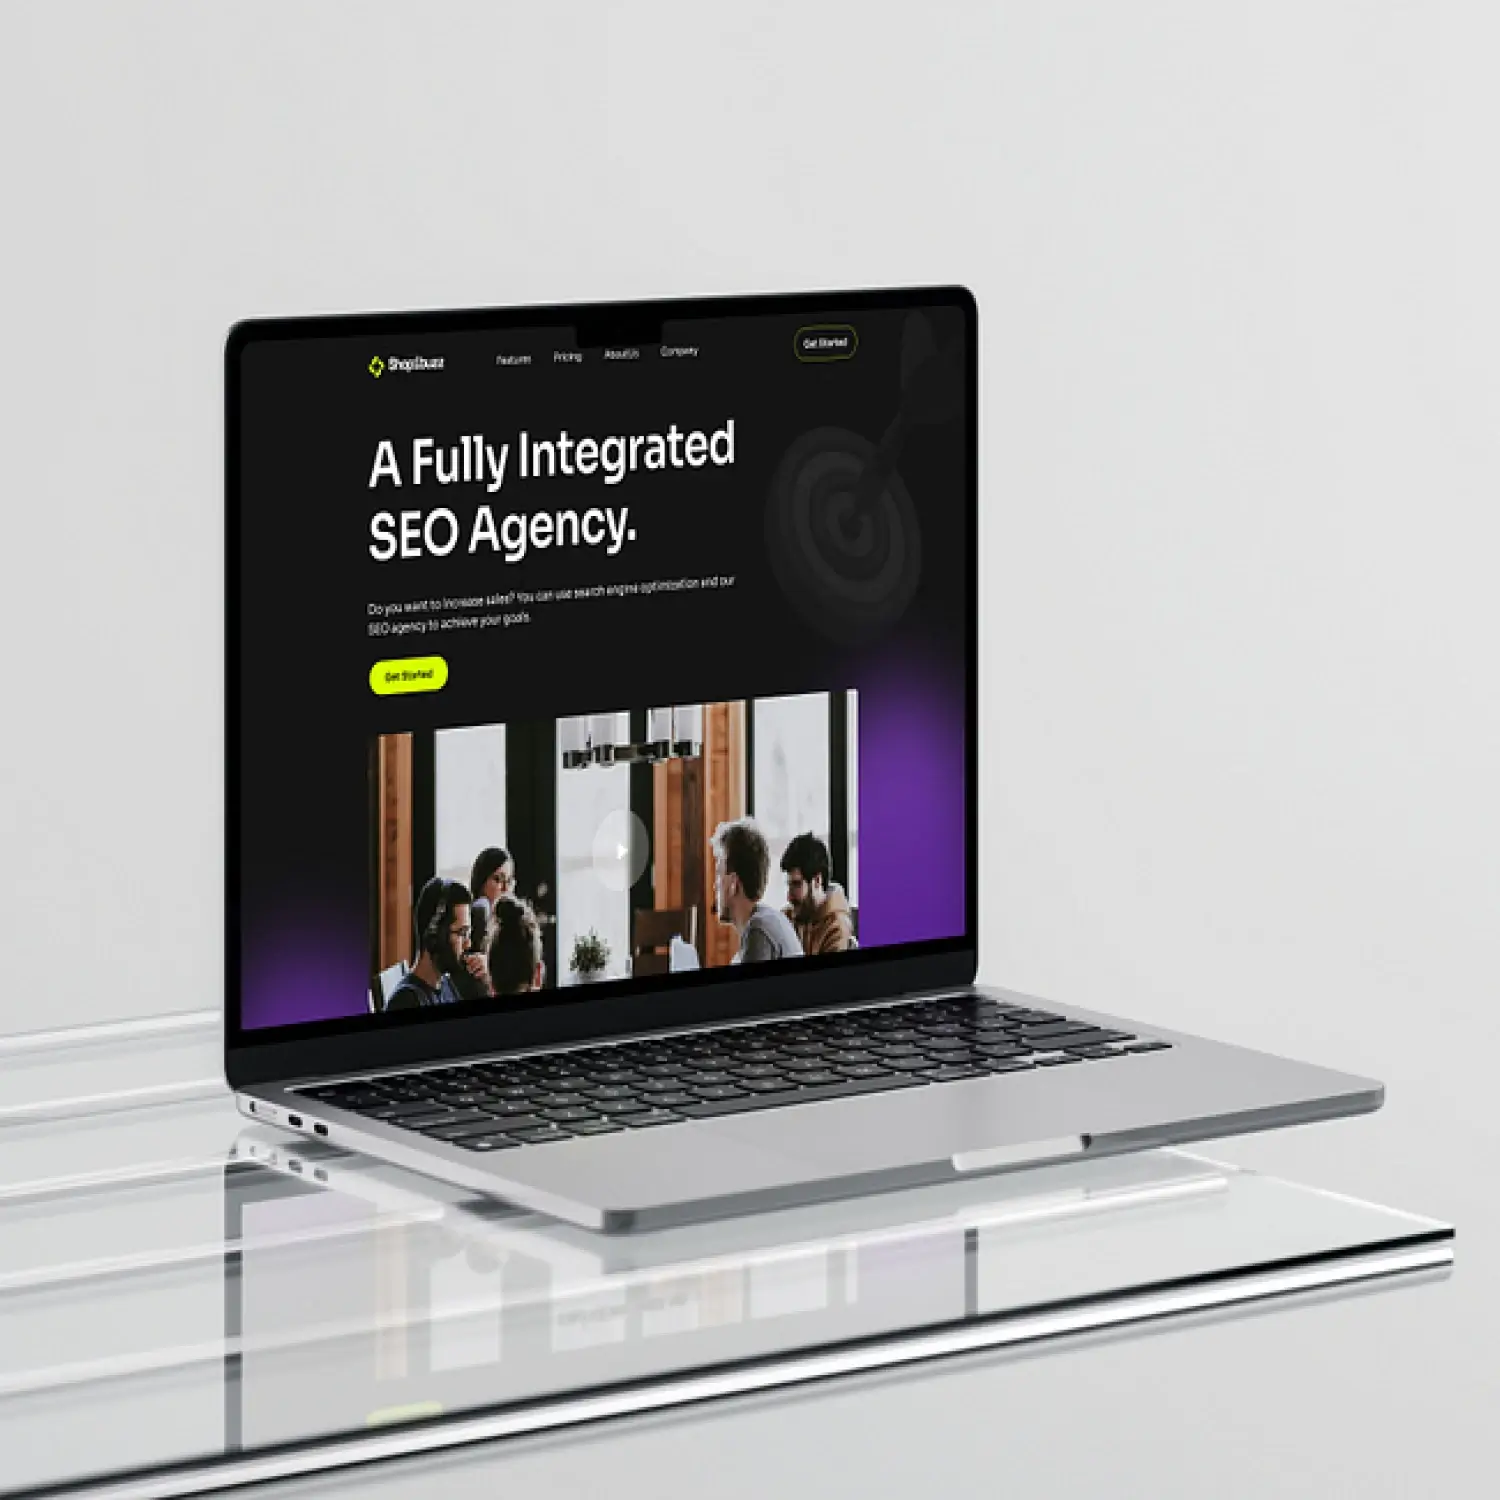 Shopibuzz
Features Pricing About Us Company
Get Started
A Fully Integrated
SEO Agency.
Do you want to increase sales? You can use search engine optimization and our
SEO agency to achieve your goals.
Get Started